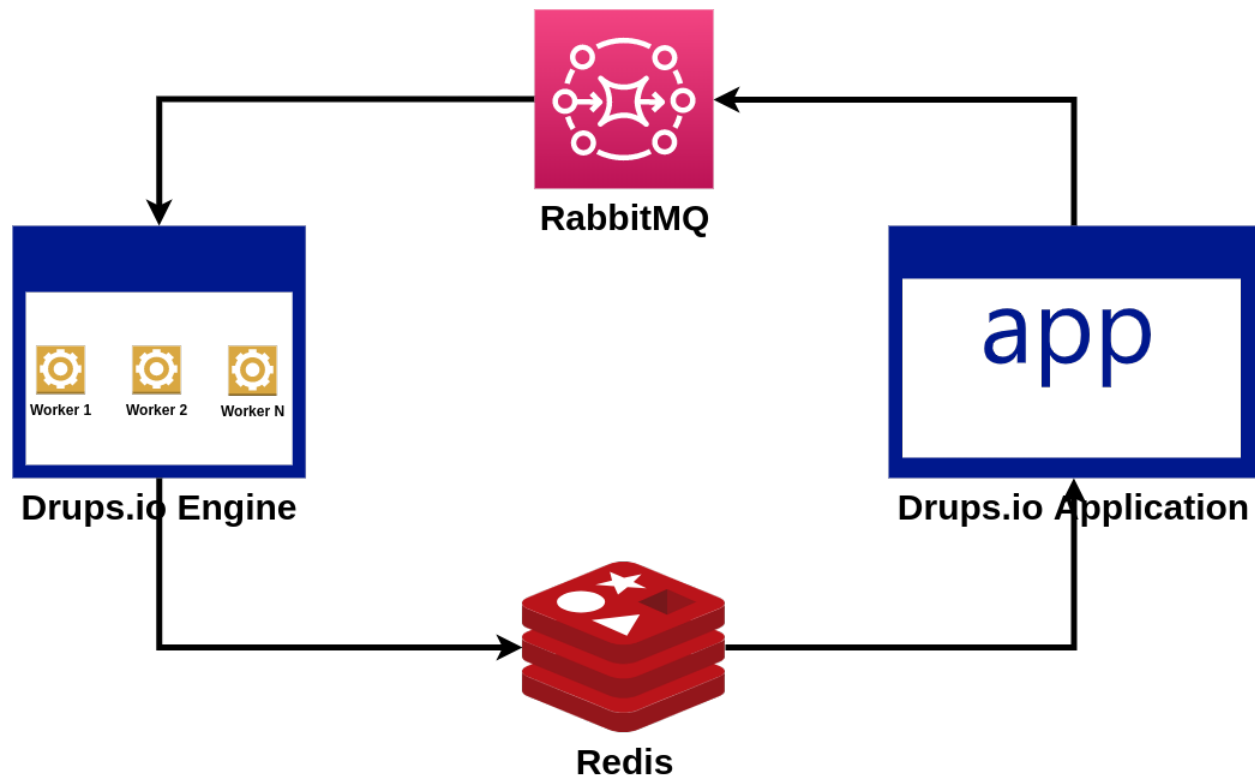 RabbitMQ
app
Worker 1
Worker 2
Worker N
Drups.io Engine
Drups.io Application
Redis